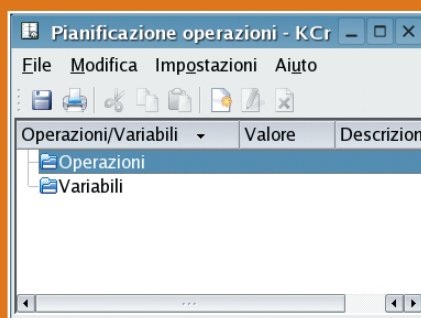 Pianificazione operazioni - KCr
File Modifica Impostazioni Aiuto
Operazioni/Variabili Valore Descrizion
Operazioni
Variabili